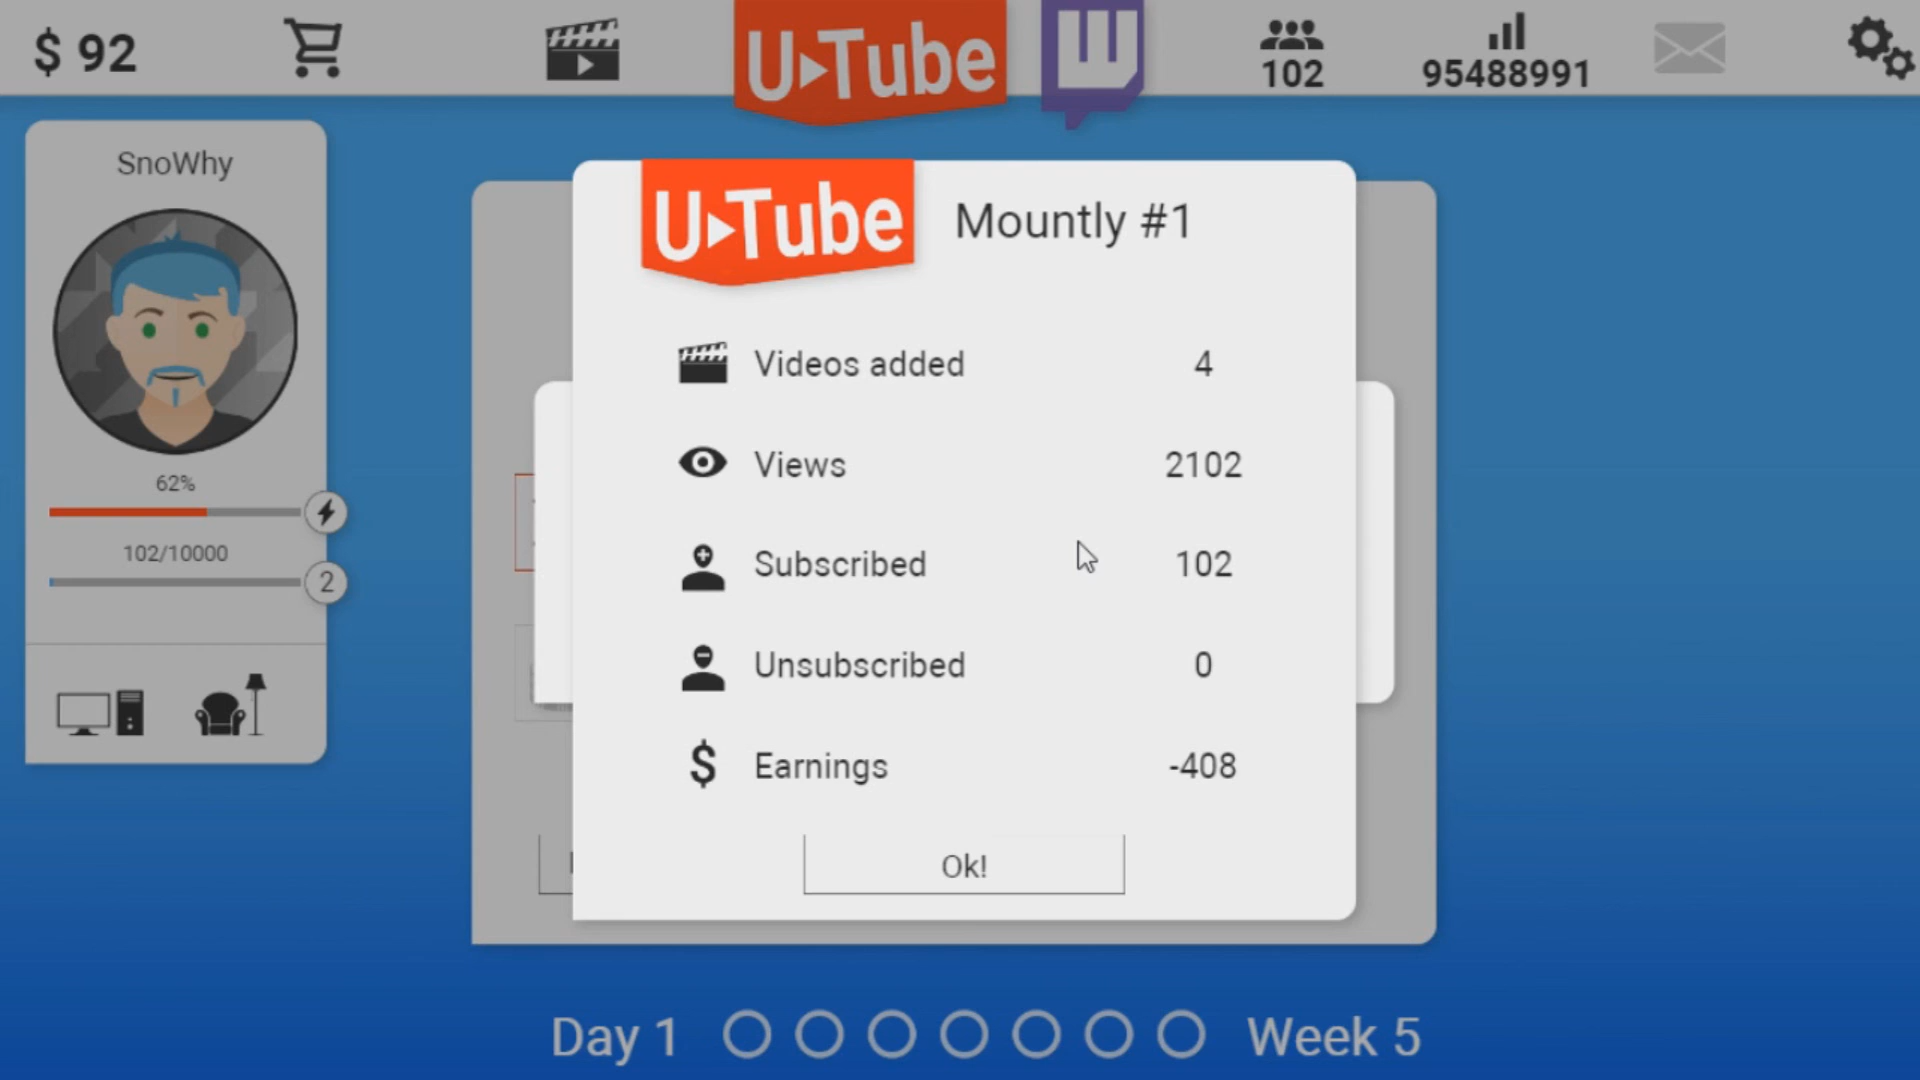 $ 92
U Tube
102
95488991
SnoWhy
62%
102/10000
2
U Tube
Mountly #1
Videos added 4
Views 2102
Subscribed 102
Unsubscribed 0
Earnings -408
Ok!
Day 1
Week 5